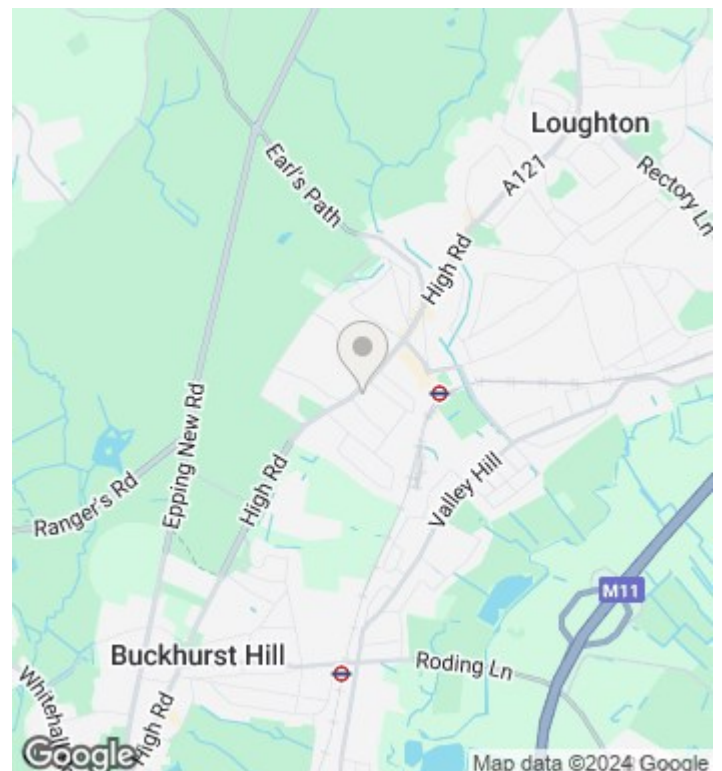 Loughton
A121
Rectory Ln
Earl's Path
High Rd
Epping New Rd
Valley Hill
High Rd
Ranger's Rd
M11
Buckhurst Hill
Roding Ln
High Rd
Google
Map data ©2024 Google